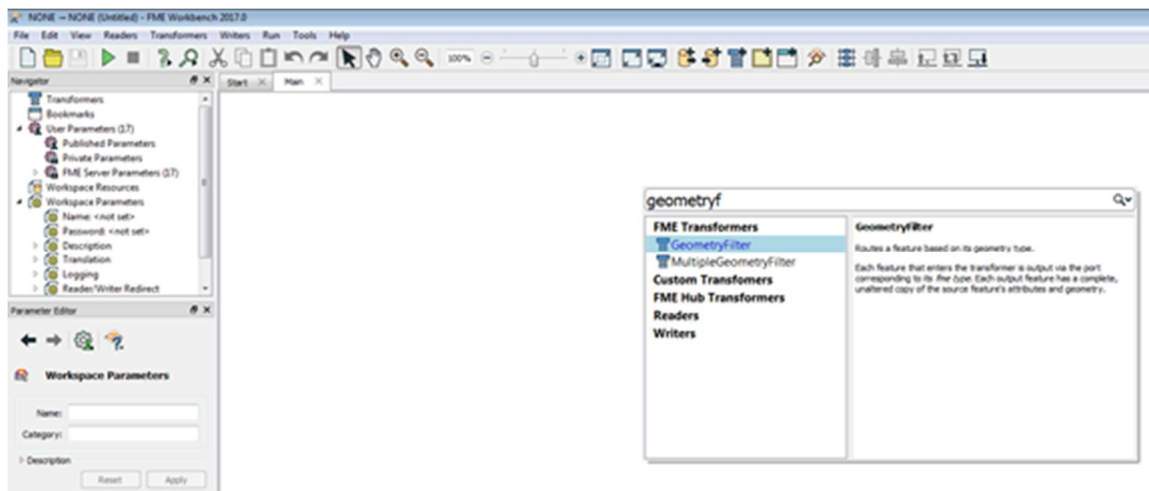 NONE → NONE (Untitled) - FME Workbench 2017.0
File Edit View Readers Transformers Writers Run Tools Help
100%
Navigator
Start
Main
Transformers
Bookmarks
User Parameters (17)
Published Parameters
Private Parameters
FME Server Parameters (17)
Workspace Resources
Workspace Parameters
Name: <not set>
Password: <not set>
Description
Translation
Logging
Reader/Writer Redirect
Parameter Editor
Workspace Parameters
Name:
Category:
Description
Reset Apply
geometryf
FME Transformers
GeometryFilter
MultipleGeometryFilter
Custom Transfomers
FME Hub Transformers
Readers
Writers
GeometryFilter
Routes a feature based on its geometry type.
Each feature that enters the transformer is output via the port
corresponding to its fme type. Each output feature has a complete,
unaltered copy of the source feature's attributes and geometry.